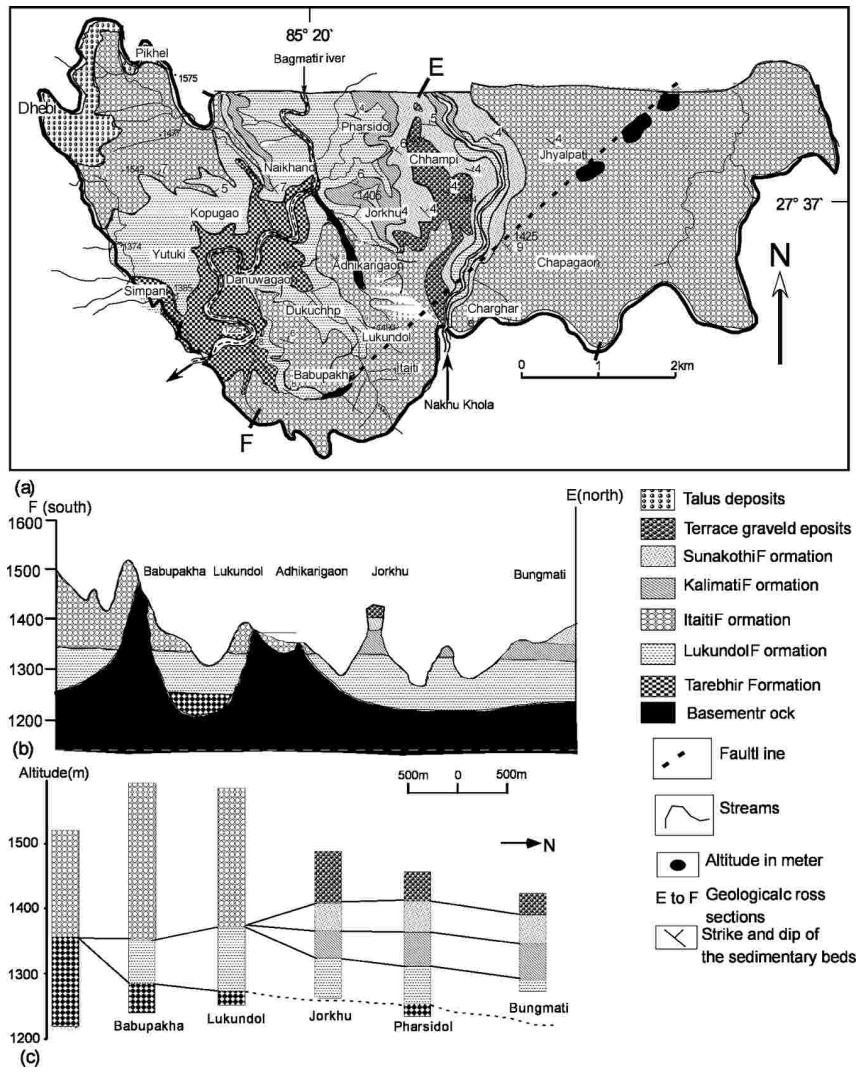 85° 20`
Bagmatir iver
E
Pikhel
1575
Dhebi
Pharsidol
Chhampi
Jhyalpati
Naikhand
Kopugao
Jorkhu
27° 37`
1425
Chapagaon
Yutuki
1374
Adhikarigaon
N
Simpani
1385
Danuwagao
Dukuchhp
Lukundol
Charghar
Babupakha
Itaiti
0 1 2km
Nakhu Khola
F
(a)
F (south)
E(north)
1600
1500
1400
1300
1200
Babupakha Lukundol Adhikarigaon Jorkhu Bungmati
(b)
Talus deposits
Terrace graveld eposits
SunakothiF ormation
KalimatiF ormation
ItaitiF ormation
LukundolF ormation
Tarebhir Formation
Basementr ock
Faultl ine
Streams
Altitude in meter
E to F Geologicalc ross
sections
Strike and dip of
the sedimentary beds
Altitude(m)
500m 0 500m
N
1500
1400
1300
1200
Babupakha
Lukundol
Jorkhu
Pharsidol
Bungmati
(c)